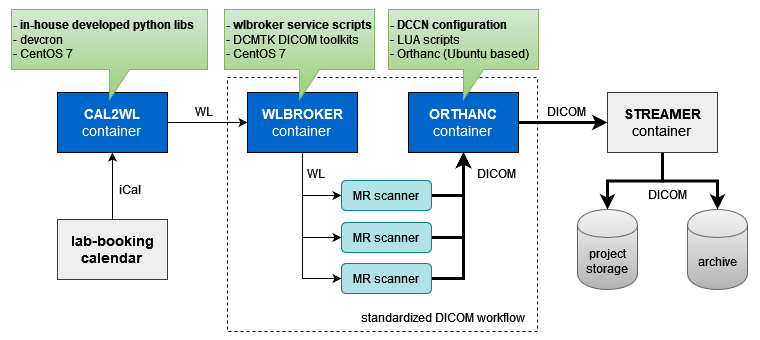 - in-house developed python libs
- devcron
- CentOS 7
- wlbroker service scripts
- DCMTK DICOM toolkits
- CentOS 7
- DCCN configuration
- LUA scripts
- Orthanc (Ubuntu based)
CAL2WL
container
WL
WLBROKER
container
ORTHANC
container
DICOM
STREAMER
container
iCal
WL
DICOM
MR scanner
MR scanner
MR scanner
lab-booking
calendar
DICOM
project
storage
archive
standardized DICOM workflow